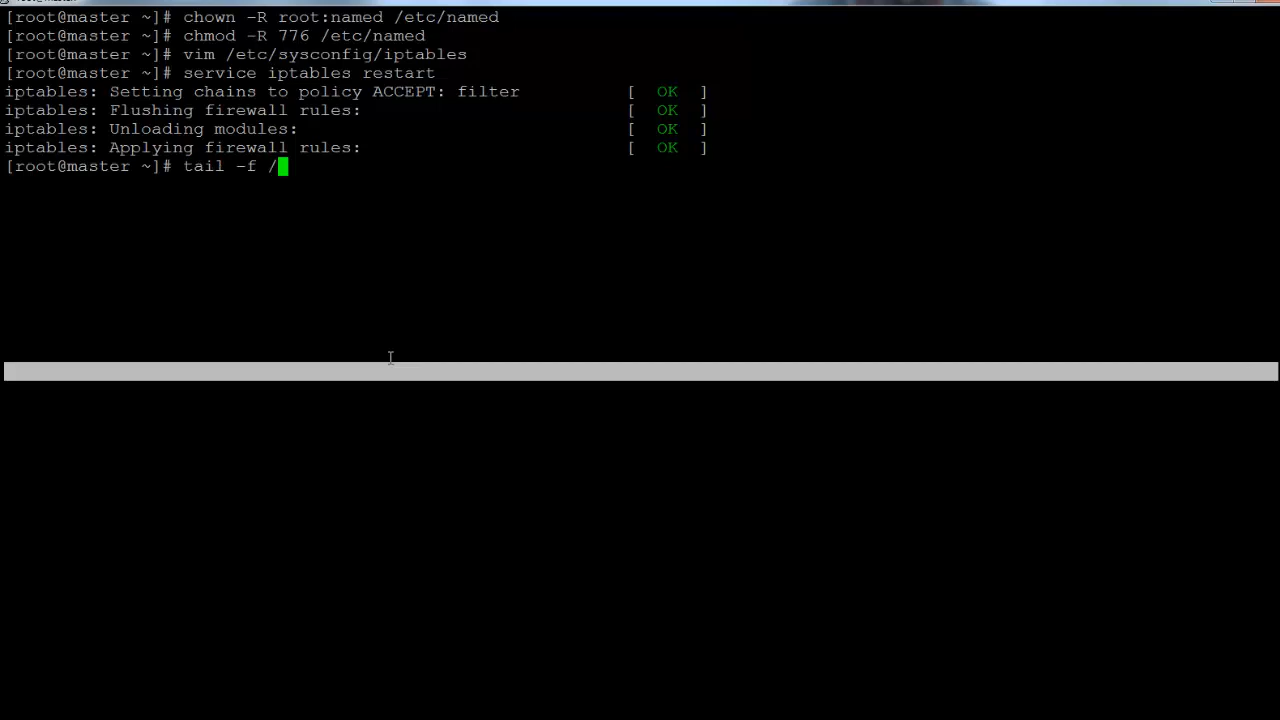 [root@master ~]# chown -R root:named /etc/named
[root@master ~]# chmod -R 776 /etc/named
[root@master ~]# vim /etc/sysconfig/iptables
[root@master ~]# service iptables restart
iptables: Setting chains to policy ACCEPT: filter [ OK ]
iptables: Flushing firewall rules: [ OK ]
iptables: Unloading modules: [ OK ]
iptables: Applying firewall rules: [ OK ]
[root@master ~]# tail -f /